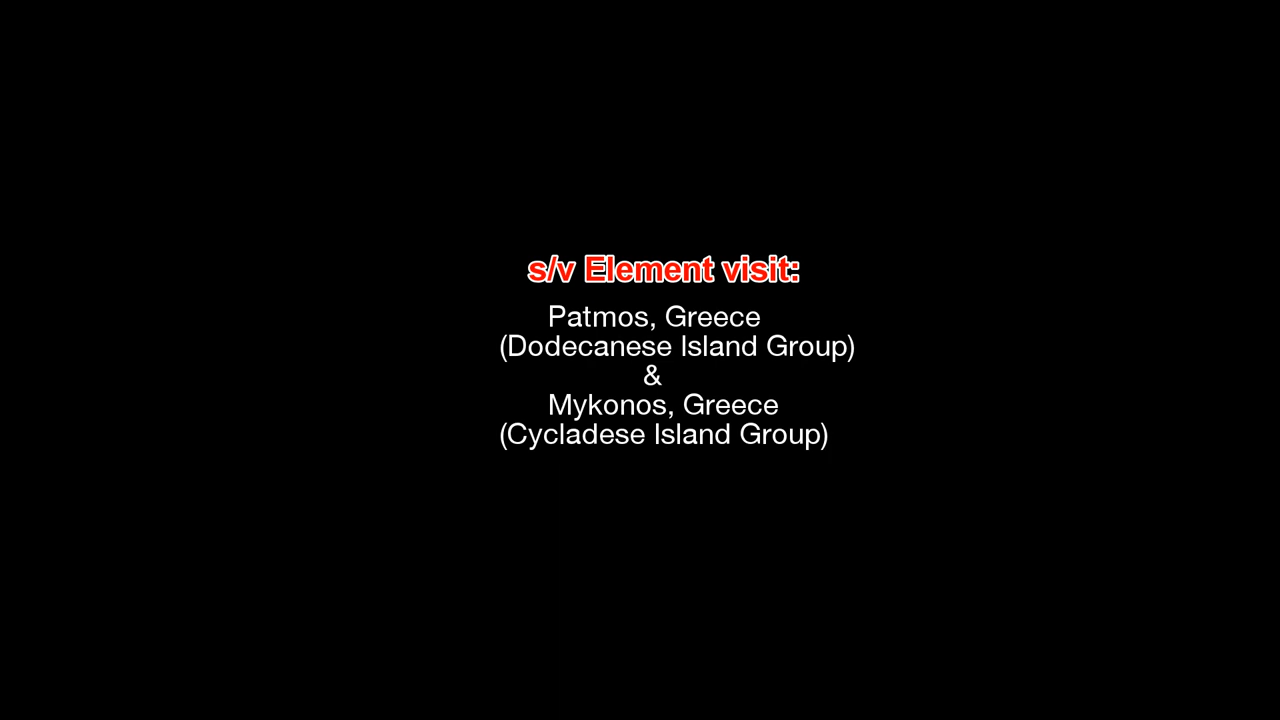 s/v Element visit:
Patmos, Greece
(Dodecanese Island Group)
&
Mykonos, Greece
(Cycladese Island Group)